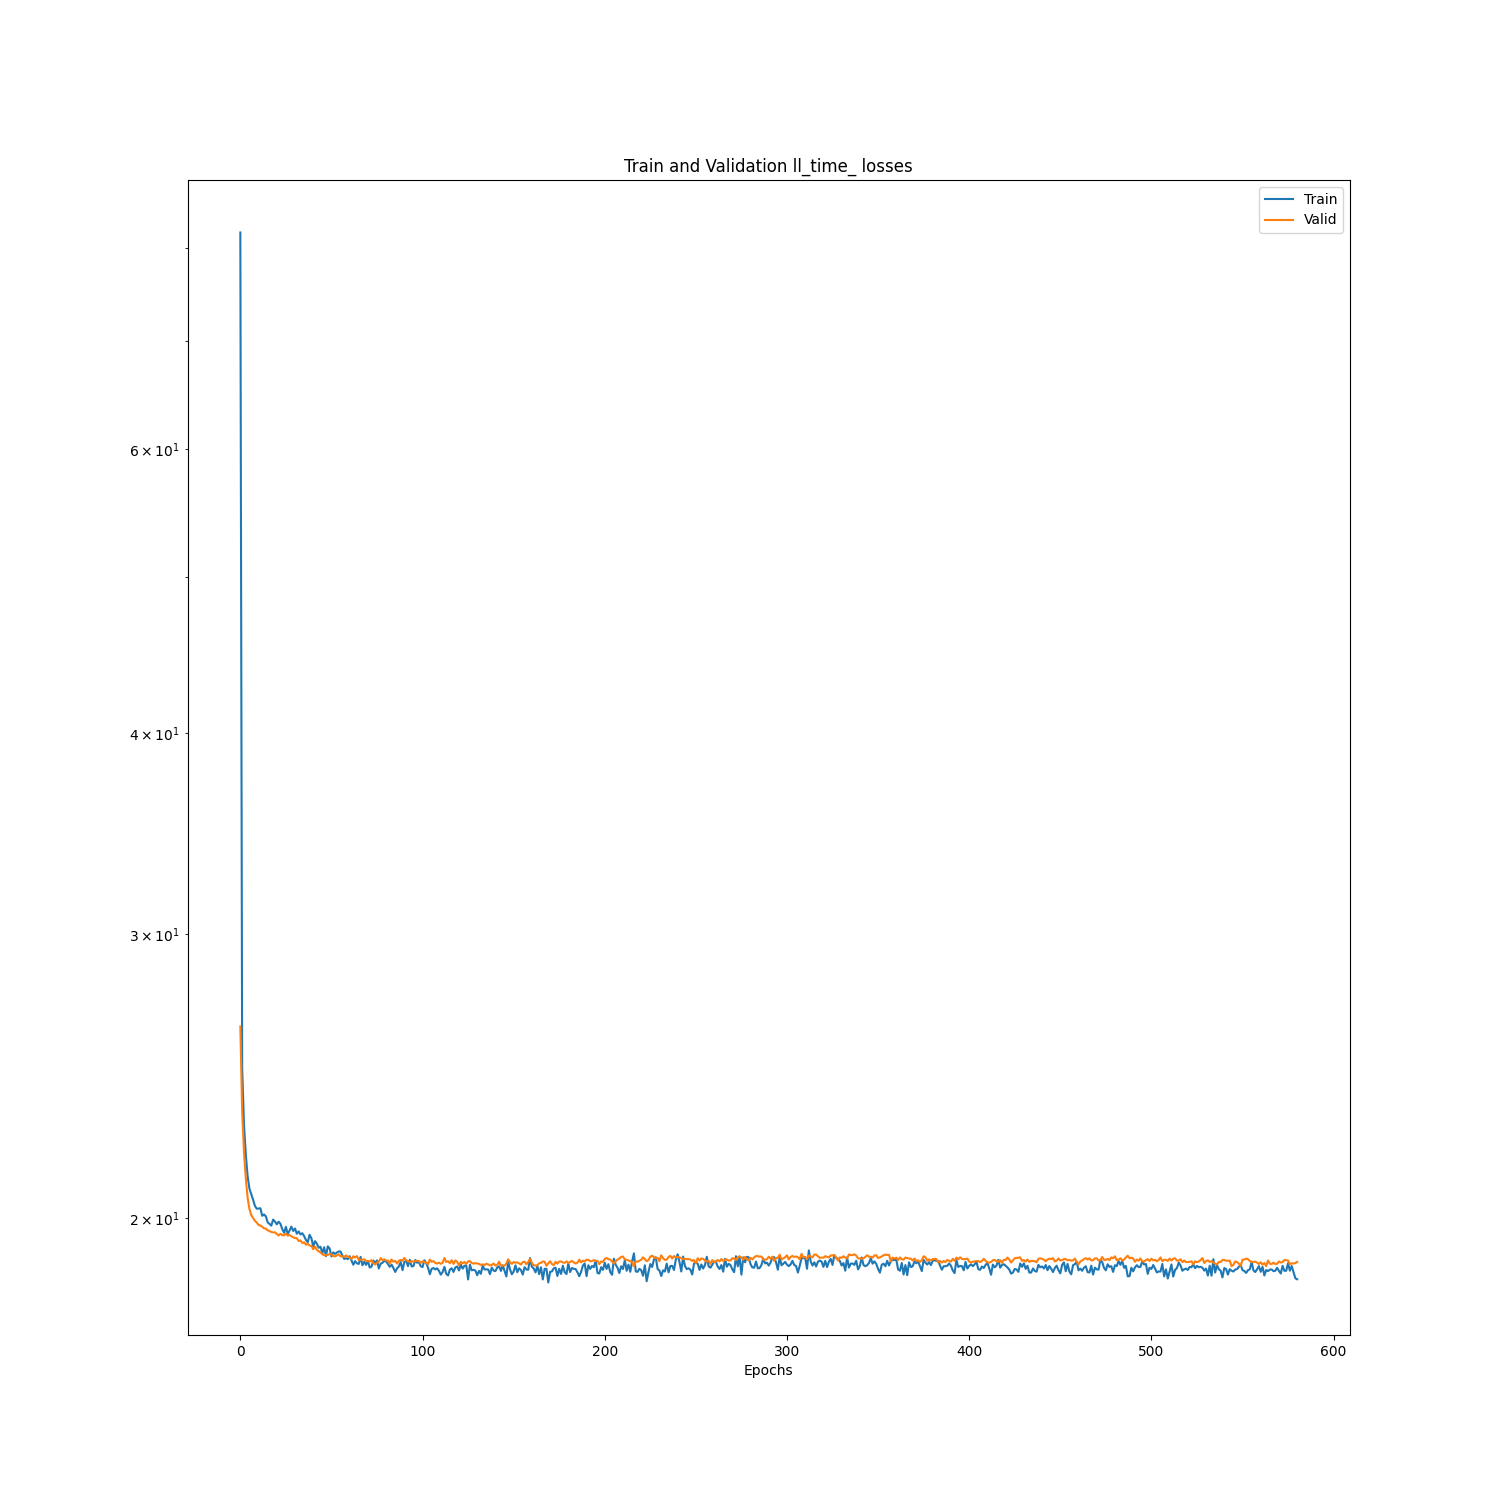 Train and Validation ll_time_ losses
Train
Valid
6 × 10¹
4 × 10¹
3 × 10¹
2 × 10¹
0 100 200 300 400 500 600
Epochs